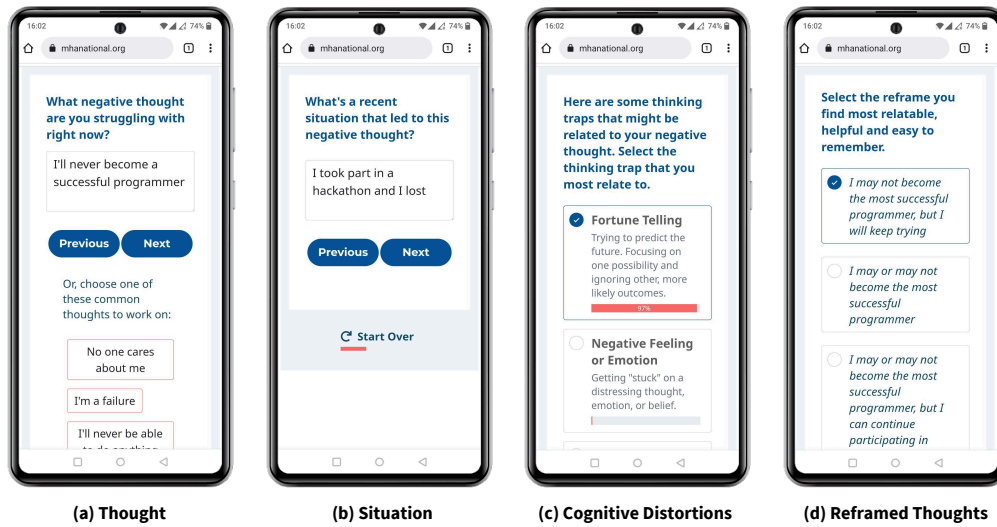 16:02
74%
mhanational.org
1
What negative thought
are you struggling with
right now?
I'll never become a
successful programmer
Previous
Next
Or, choose one of
these common
thoughts to work on:
No one cares
about me
I'm a failure
I'll never be able
to do anything
(a) Thought
16:02
74%
mhanational.org
1
What's a recent
situation that led to this
negative thought?
I took part in a
hackathon and I lost
Previous
Next
Start Over
(b) Situation
16:02
74%
mhanational.org
1
Here are some thinking
traps that might be
related to your negative
thought. Select the
thinking trap that you
most relate to.
Fortune Telling
Trying to predict the
future. Focusing on
one possibility and
ignoring other, more
likely outcomes.
97%
Negative Feeling
or Emotion
Getting "stuck" on a
distressing thought,
emotion, or belief.
(c) Cognitive Distortions
16:02
74%
mhanational.org
1
Select the reframe you
find most relatable,
helpful and easy to
remember.
I may not become
the most successful
programmer, but I
will keep trying
I may or may not
become the most
successful
programmer
I may or may not
become the most
successful
programmer, but I
can continue
participating in
(d) Reframed Thoughts